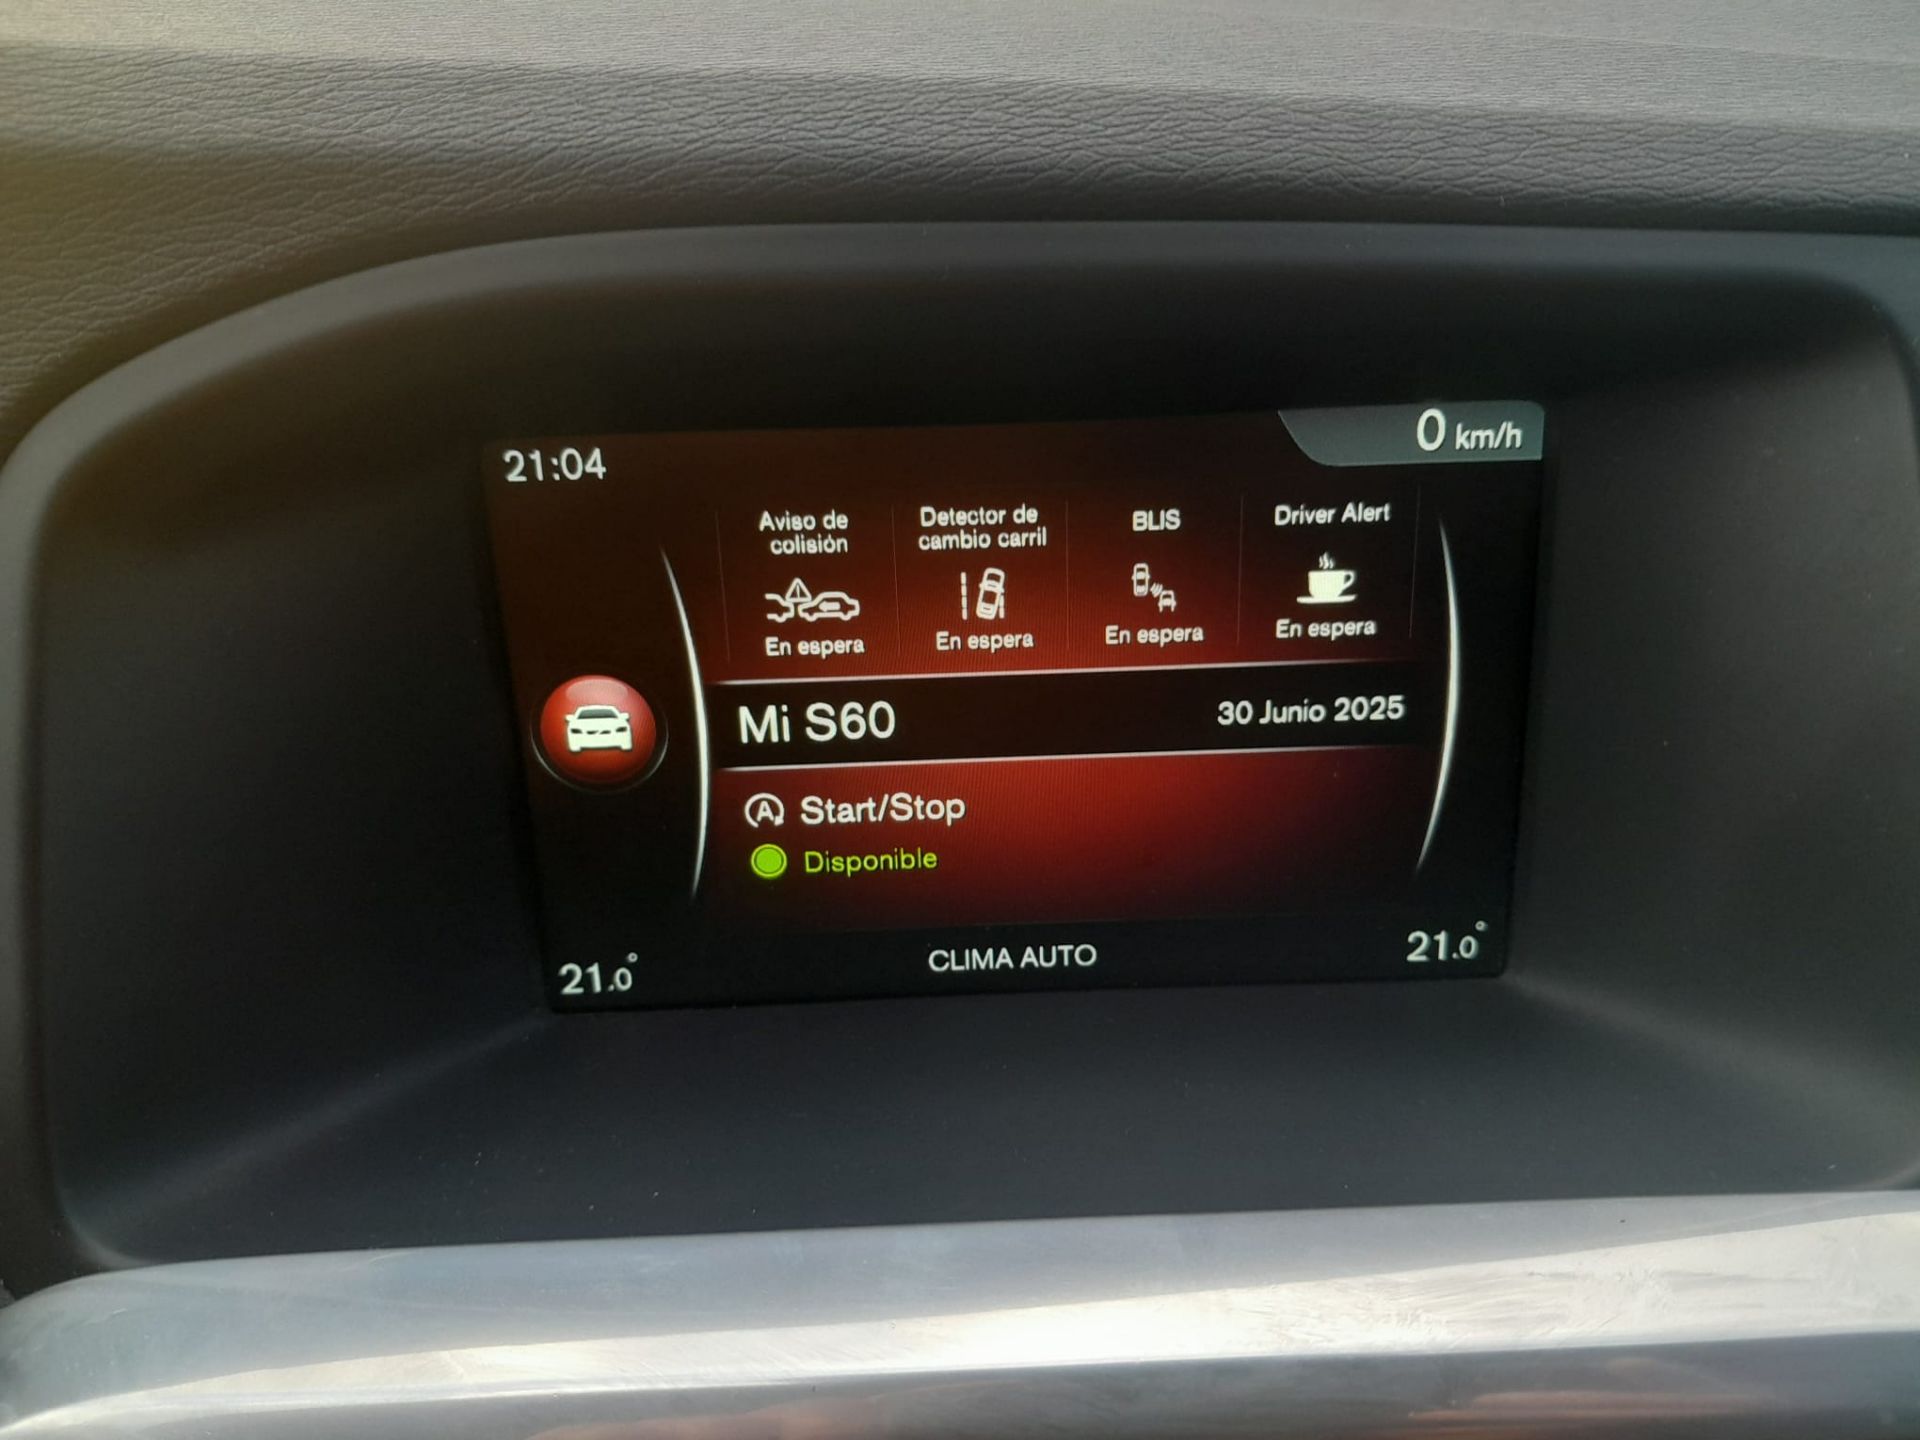 21:04
0 km/h
Aviso de
colisión
En espera
Detector de
cambio carril
En espera
BLIS
En espera
Driver Alert
En espera
Mi S60
30 Junio 2025
A Start/Stop
Disponible
21.0°
CLIMA AUTO
21.0°